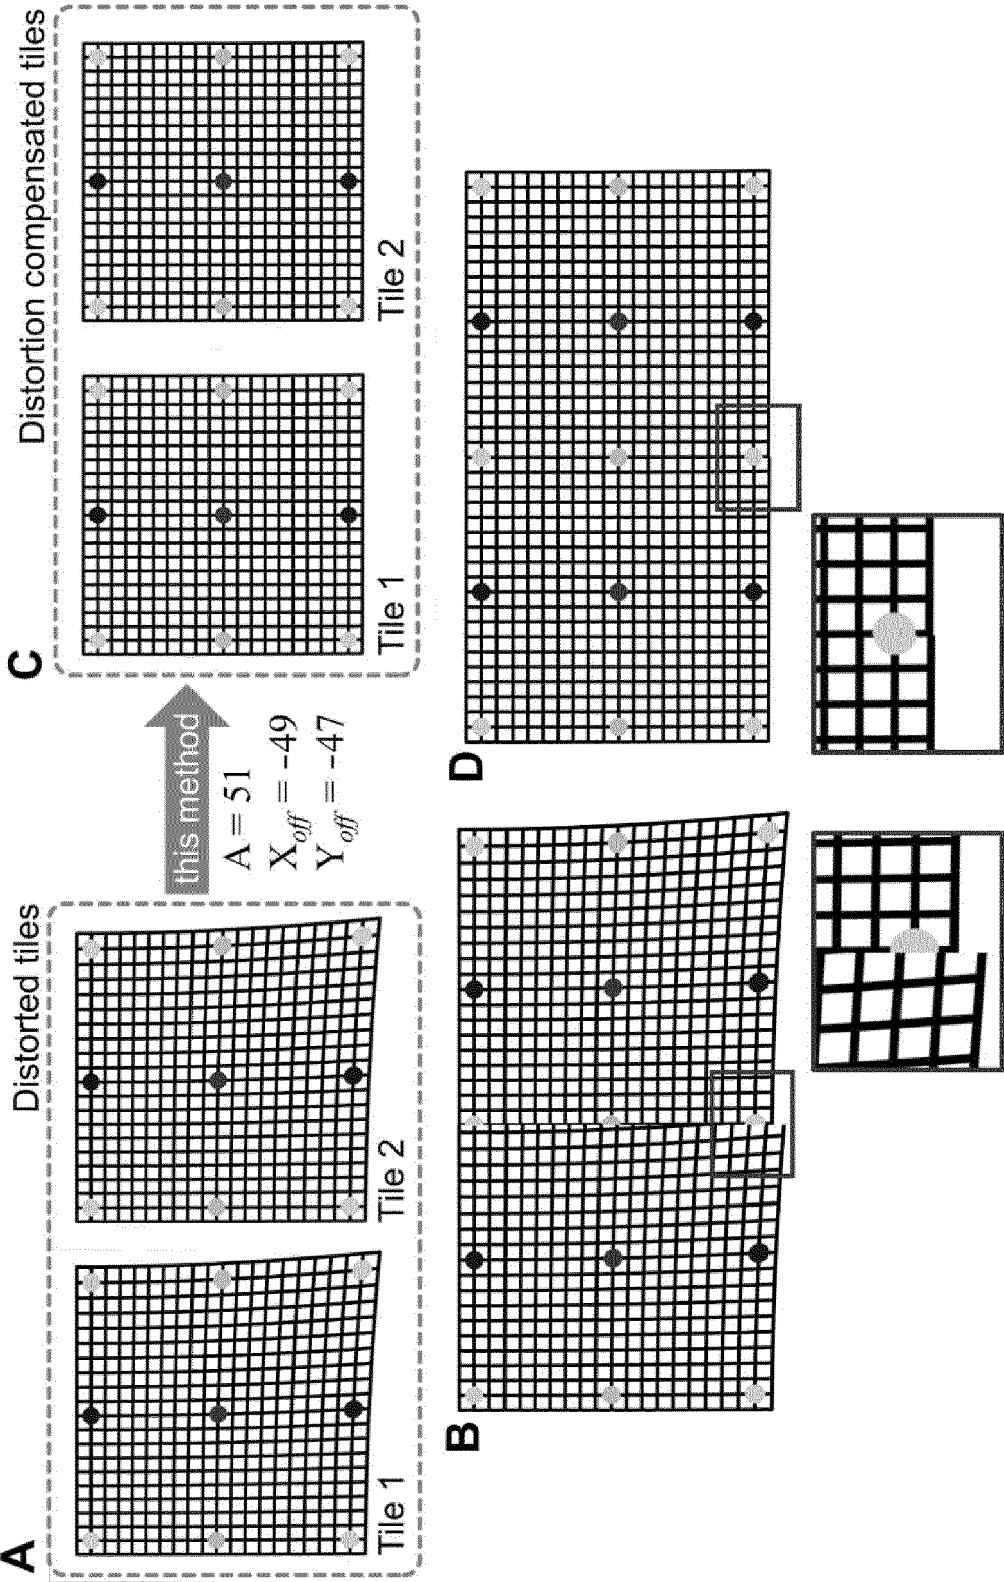 A
Distorted tiles
Tile 1
Tile 2
this method
A = 51
X_off = -49
Y_off = -47
C
Distortion compensated tiles
Tile 1
Tile 2
B
D